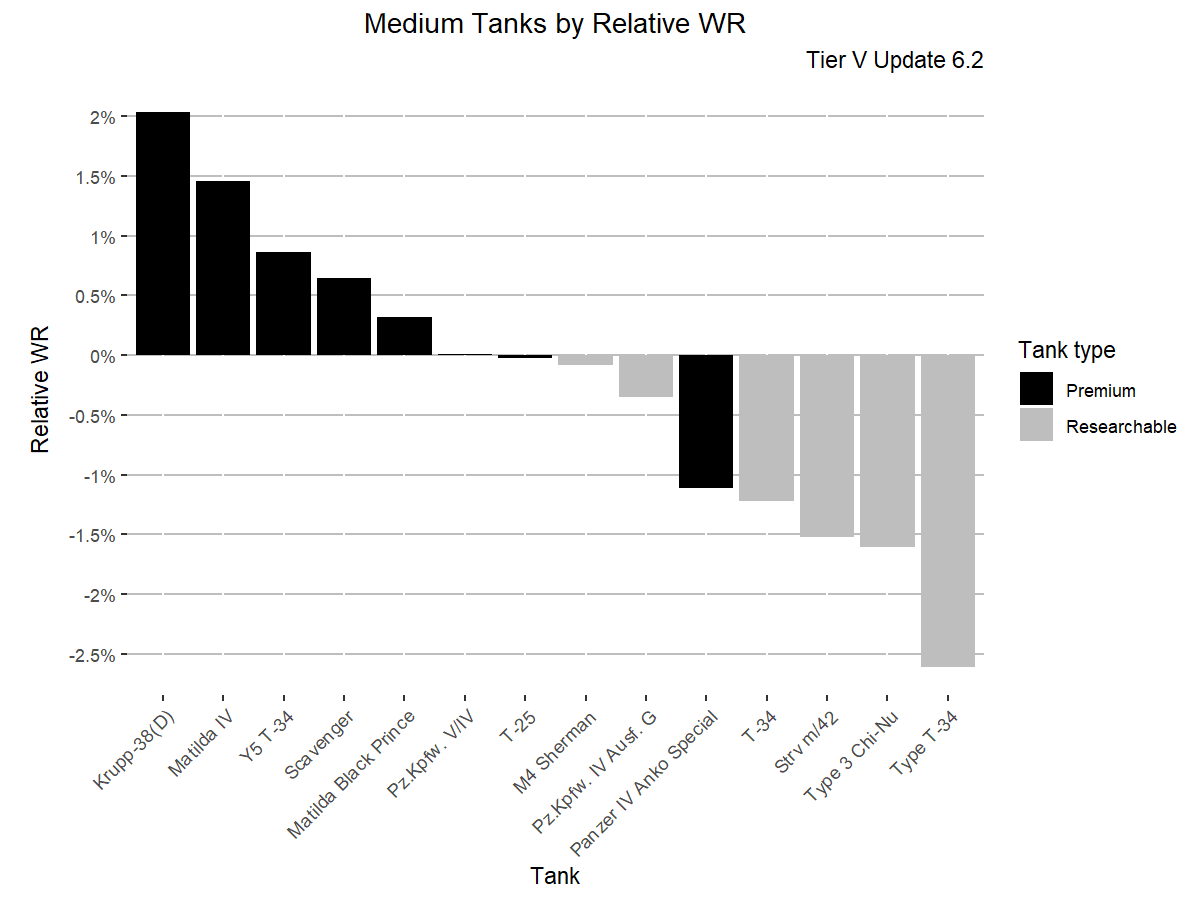 Medium Tanks by Relative WR
Tier V Update 6.2
2%
1.5%
1%
0.5%
0%
-0.5%
-1%
-1.5%
-2%
-2.5%
Relative WR
Krupp-38(D)
Matilda IV
Y5 T-34
Scavenger
Matilda Black Prince
Pz.Kpfw. V/IV
T-25
M4 Sherman
Pz.Kpfw. IV Ausf. G
Panzer IV Anko Special
T-34
Strv m/42
Type 3 Chi-Nu
Type T-34
Tank
Tank type
Premium
Researchable